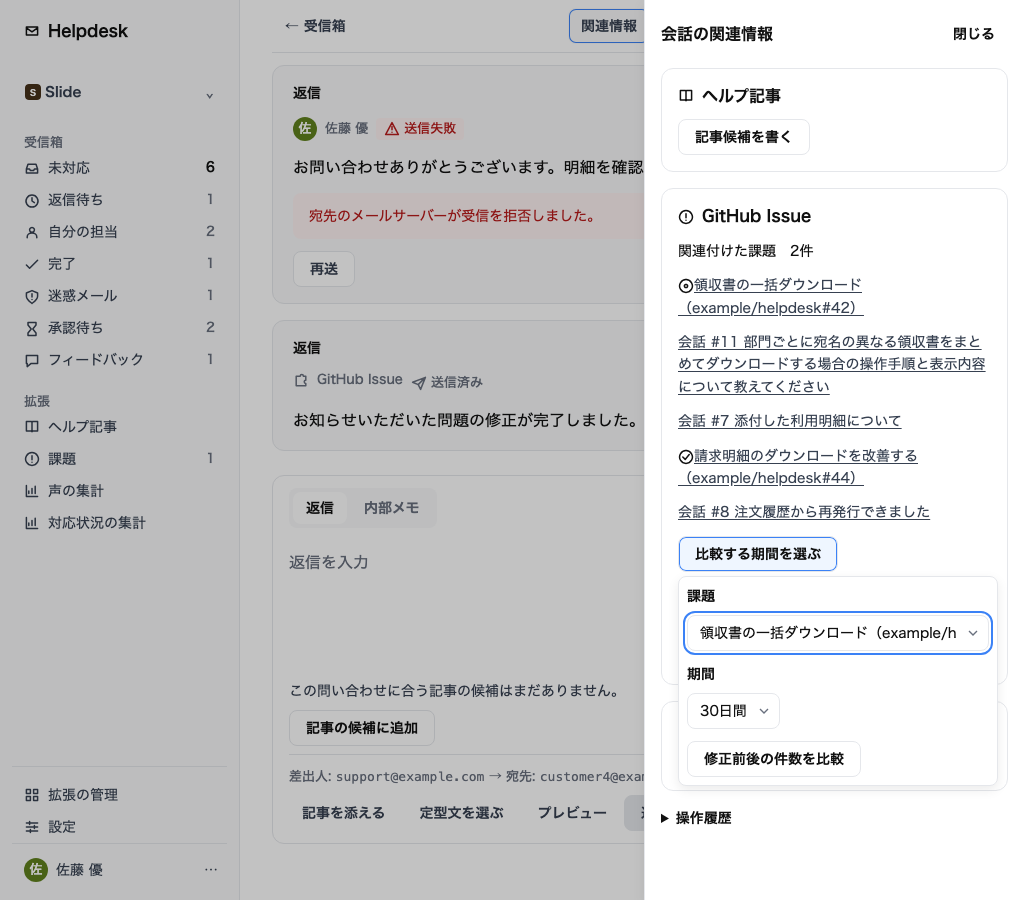 Helpdesk
S Slide
受信箱
未対応 6
返信待ち 1
自分の担当 2
完了 1
迷惑メール 1
承認待ち 2
フィードバック 1
拡張
ヘルプ記事
課題 1
声の集計
対応状況の集計
拡張の管理
設定
佐 佐藤 優 …
← 受信箱
関連情報
返信
佐 佐藤 優 送信失敗
お問い合わせありがとうございます。明細を確認
宛先のメールサーバーが受信を拒否しました。
再送
返信
GitHub Issue 送信済み
お知らせいただいた問題の修正が完了しました。
返信 内部メモ
返信を入力
この問い合わせに合う記事の候補はまだありません。
記事の候補に追加
差出人: support@example.com → 宛先: customer4@exam
記事を添える 定型文を選ぶ プレビュー
会話の関連情報 閉じる
ヘルプ記事
記事候補を書く
GitHub Issue
関連付けた課題 2件
領収書の一括ダウンロード
（example/helpdesk#42）
会話 #11 部門ごとに宛名の異なる領収書をまと
めてダウンロードする場合の操作手順と表示内容
について教えてください
会話 #7 添付した利用明細について
請求明細のダウンロードを改善する
（example/helpdesk#44）
会話 #8 注文履歴から再発行できました
比較する期間を選ぶ
課題
領収書の一括ダウンロード（example/h
期間
30日間
修正前後の件数を比較
▶ 操作履歴